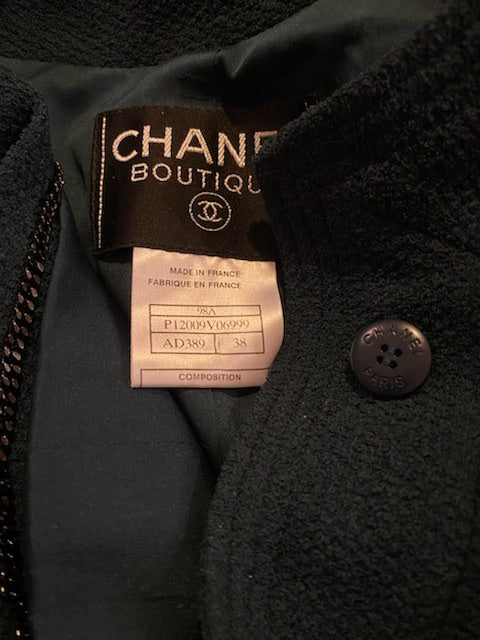 CHANE
BOUTIQU
MADE IN FRANCE
FABRIQUE EN FRANCE
98A
P12009V06999
AD389 38
COMPOSITION
CHANEL
PARIS